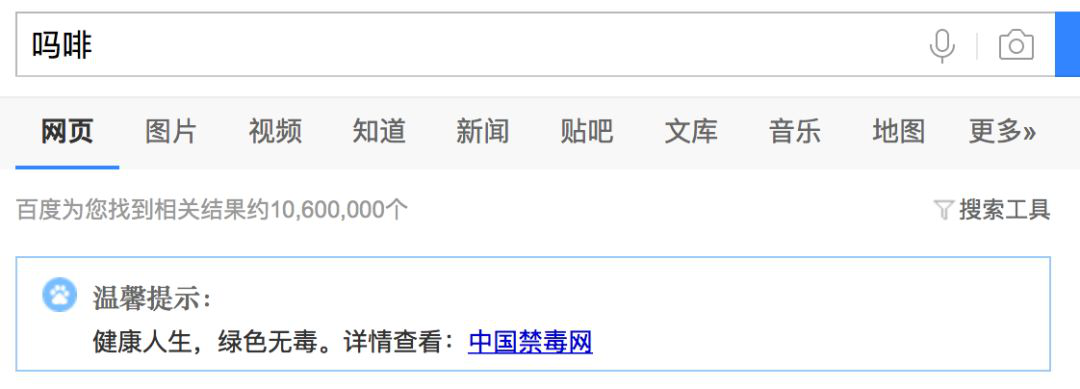 吗啡
网页 图片 视频 知道 新闻 贴吧 文库 音乐 地图 更多»
百度为您找到相关结果约10,600,000个 搜索工具
温馨提示：
健康人生，绿色无毒。详情查看：中国禁毒网